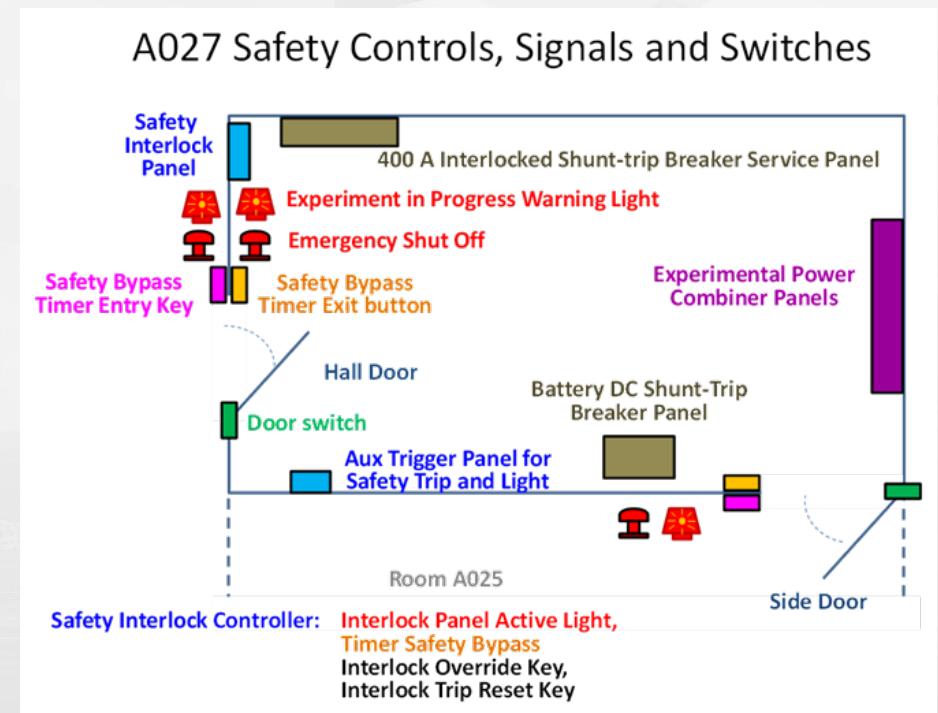 A027 Safety Controls, Signals and Switches
Safety
Interlock
Panel
400 A Interlocked Shunt-trip Breaker Service Panel
Experiment in Progress Warning Light
Emergency Shut Off
Safety Bypass
Timer Entry Key
Safety Bypass
Timer Exit button
Experimental Power
Combiner Panels
Hall Door
Battery DC Shunt-Trip
Breaker Panel
Door switch
Aux Trigger Panel for
Safety Trip and Light
Room A025
Side Door
Safety Interlock Controller: Interlock Panel Active Light,
Timer Safety Bypass
Interlock Override Key,
Interlock Trip Reset Key